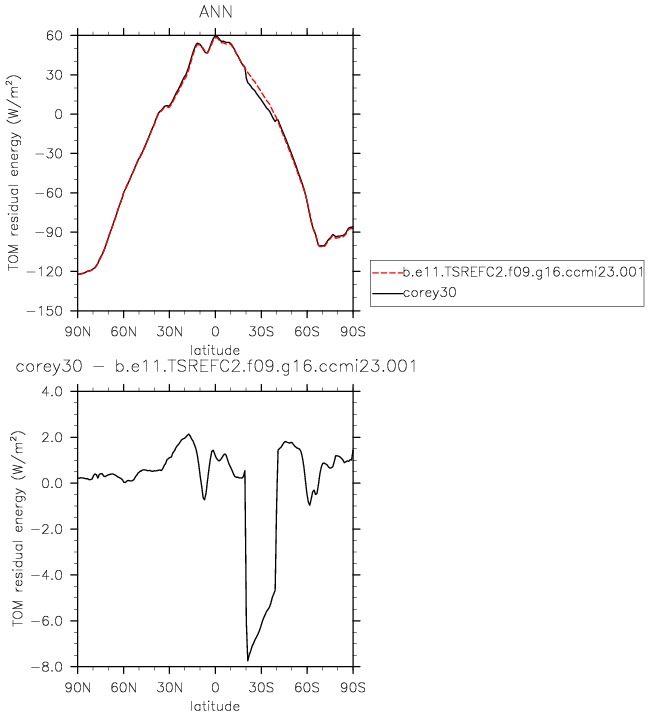 ANN
TOM residual energy (W/m²)
60
30
0
−30
−60
−90
−120
−150
90N 60N 30N 0 30S 60S 90S
latitude
b.e11.TSREFC2.f09.g16.ccmi23.001
corey30
corey30 − b.e11.TSREFC2.f09.g16.ccmi23.001
TOM residual energy (W/m²)
4.0
2.0
0.0
−2.0
−4.0
−6.0
−8.0
90N 60N 30N 0 30S 60S 90S
latitude